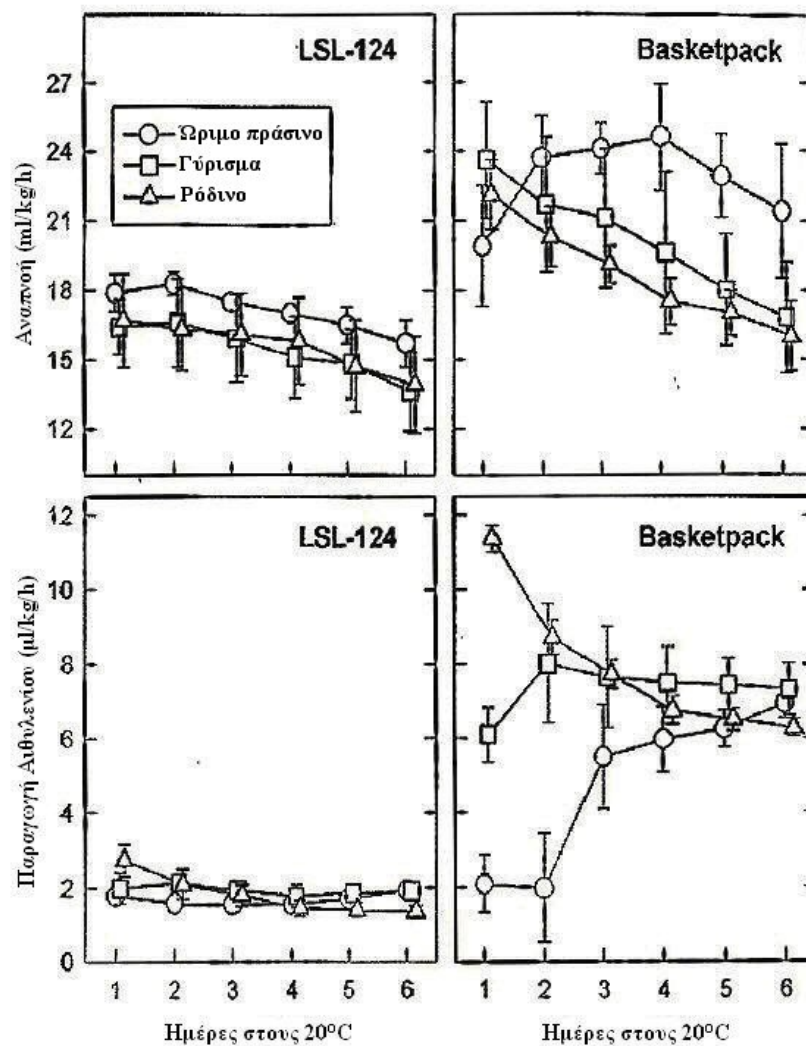 LSL-124
Basketpack
27
24
21
18
15
12
Ώριμο πράσινο
Γύρισμα
Ρόδινο
Αναπνοή (ml/kg/h)
LSL-124
Basketpack
12
10
8
6
4
2
0
Παραγωγή Αιθυλενίου (μl/kg/h)
1 2 3 4 5 6
1 2 3 4 5 6
Ημέρες στους 20°C
Ημέρες στους 20°C